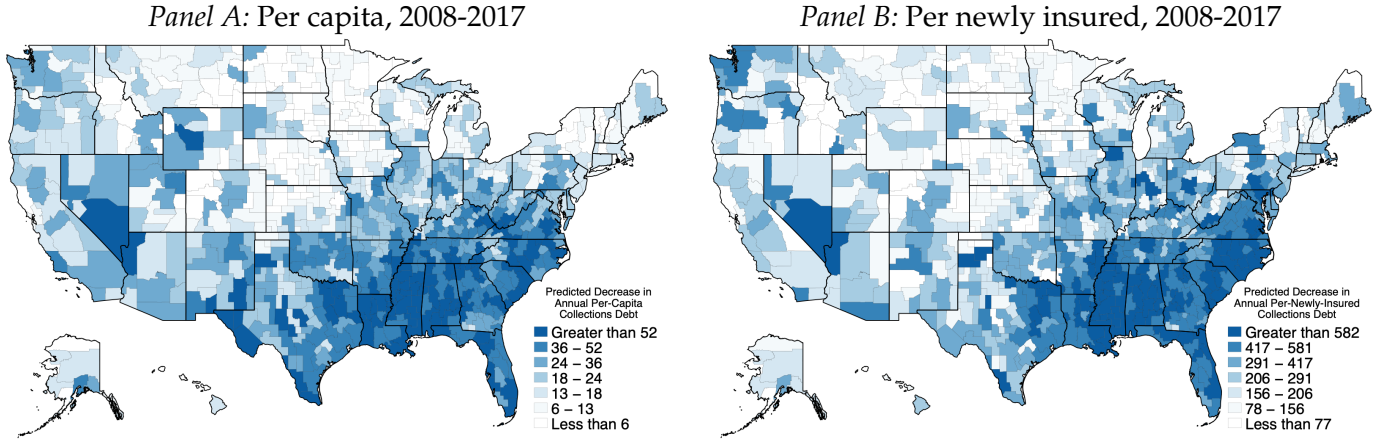 Panel A: Per capita, 2008-2017
Predicted Decrease in
Annual Per-Capita
Collections Debt
Greater than 52
36 – 52
24 – 36
18 – 24
13 – 18
6 – 13
Less than 6
Panel B: Per newly insured, 2008-2017
Predicted Decrease in
Annual Per-Newly-Insured
Collections Debt
Greater than 582
417 – 581
291 – 417
206 – 291
156 – 206
78 – 156
Less than 77